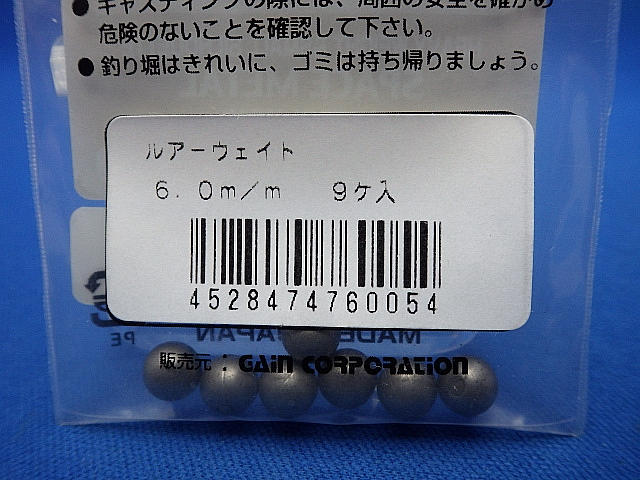 ●キャスティングの際には、周囲の安全を確かめ
危険のないことを確認して下さい。
●釣り堀はきれいに、ゴミは持ち帰りましょう。
SPACE METAL
ルアーウェイト
6.0m/m 9ケ入
4528474760054
MADE IN JAPAN
PE
販売元：GAIN CORPORATION